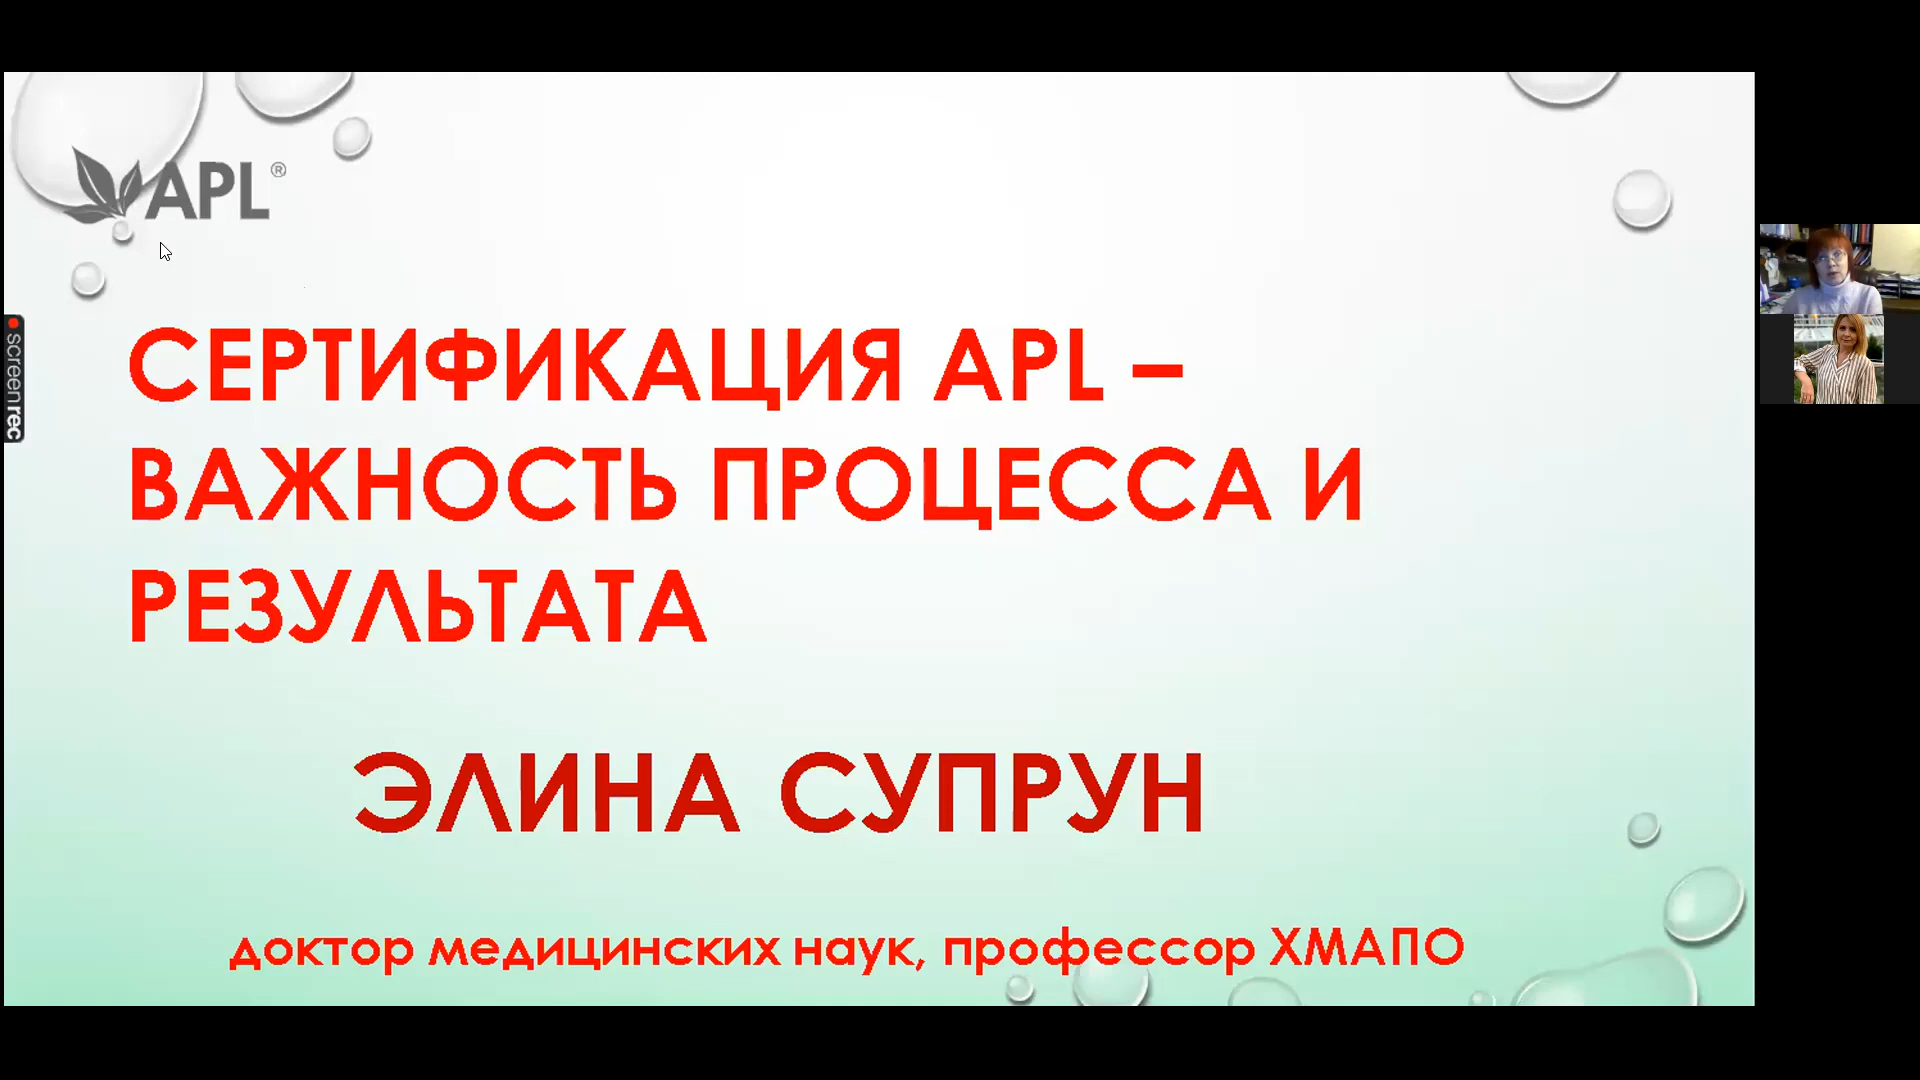 APL®
СЕРТИФИКАЦИЯ APL –
ВАЖНОСТЬ ПРОЦЕССА И
РЕЗУЛЬТАТА
ЭЛИНА СУПРУН
доктор медицинских наук, профессор ХМАПО
screenrec